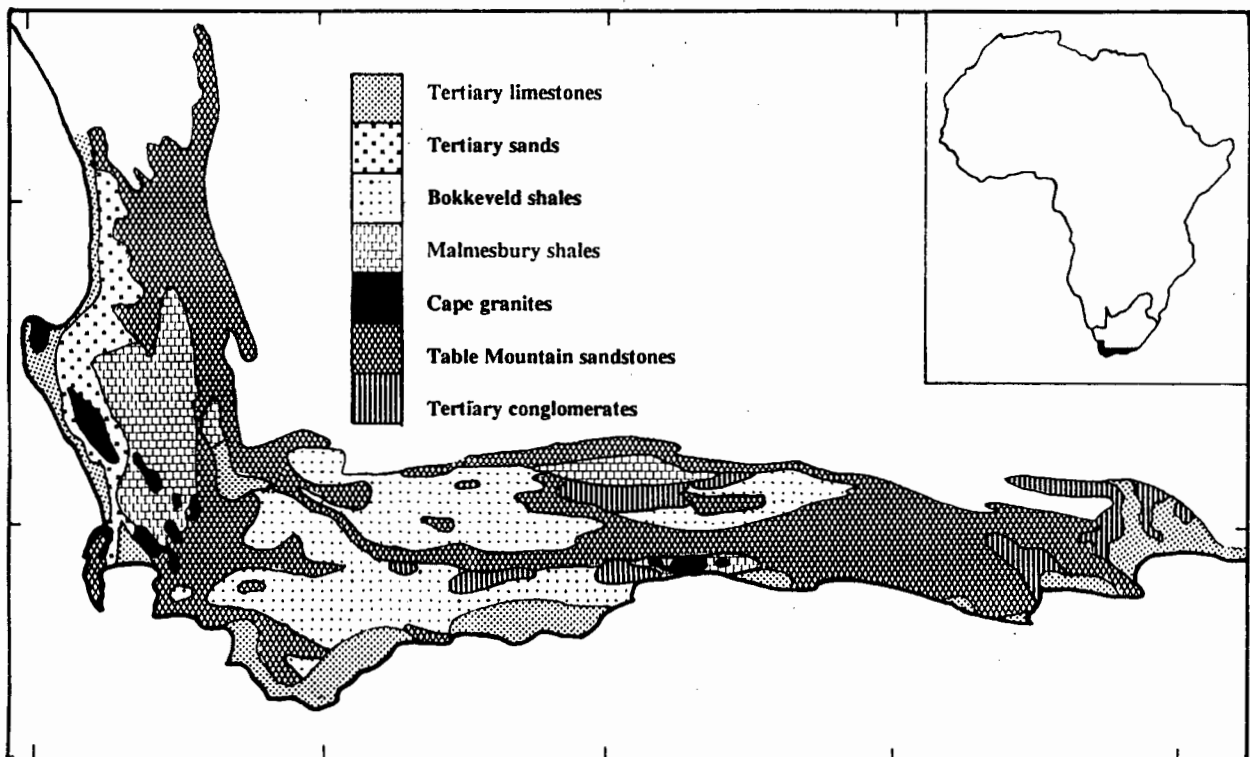 Tertiary limestones
Tertiary sands
Bokkeveld shales
Malmesbury shales
Cape granites
Table Mountain sandstones
Tertiary conglomerates